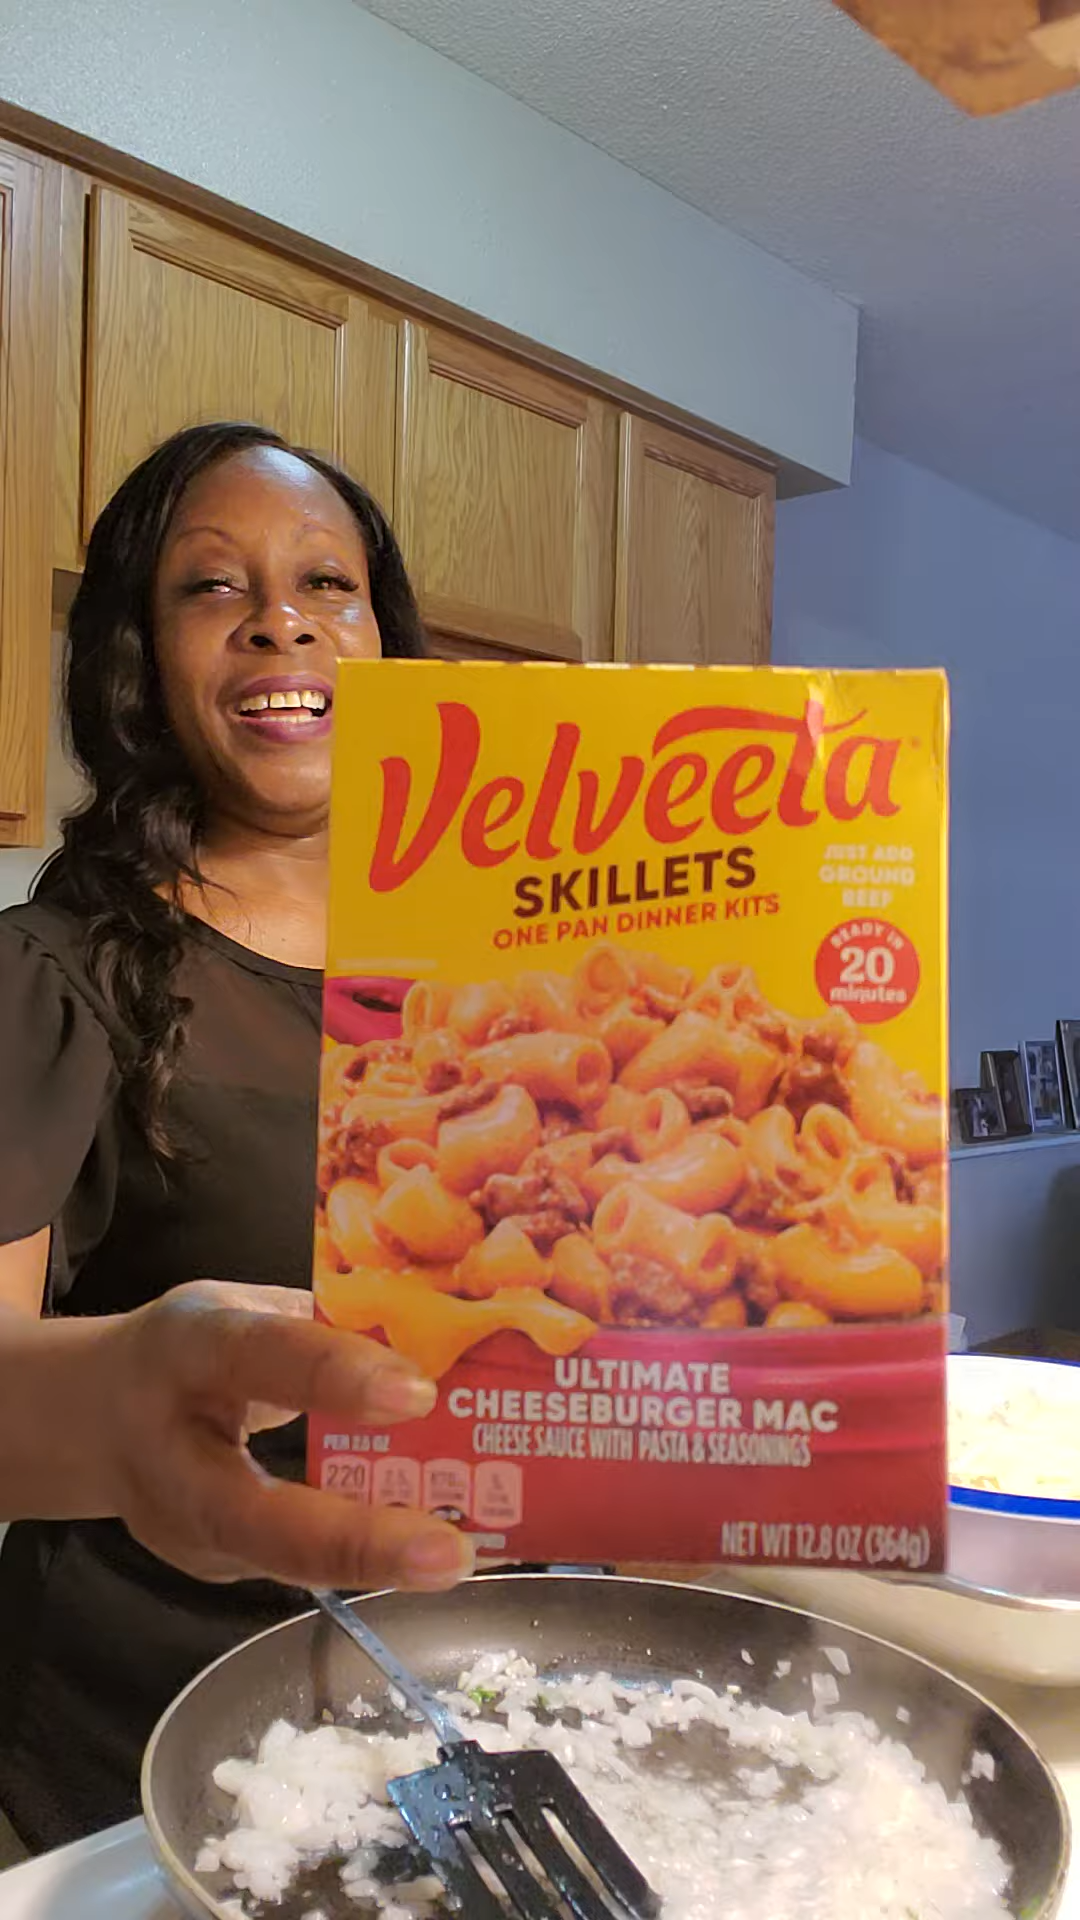 Velveeta
SKILLETS
ONE PAN DINNER KITS
JUST ADD
GROUND
BEEF
READY IN
20
minutes
ULTIMATE
CHEESEBURGER MAC
CHEESE SAUCE WITH PASTA & SEASONINGS
220
NET WT 12.8 OZ (364g)